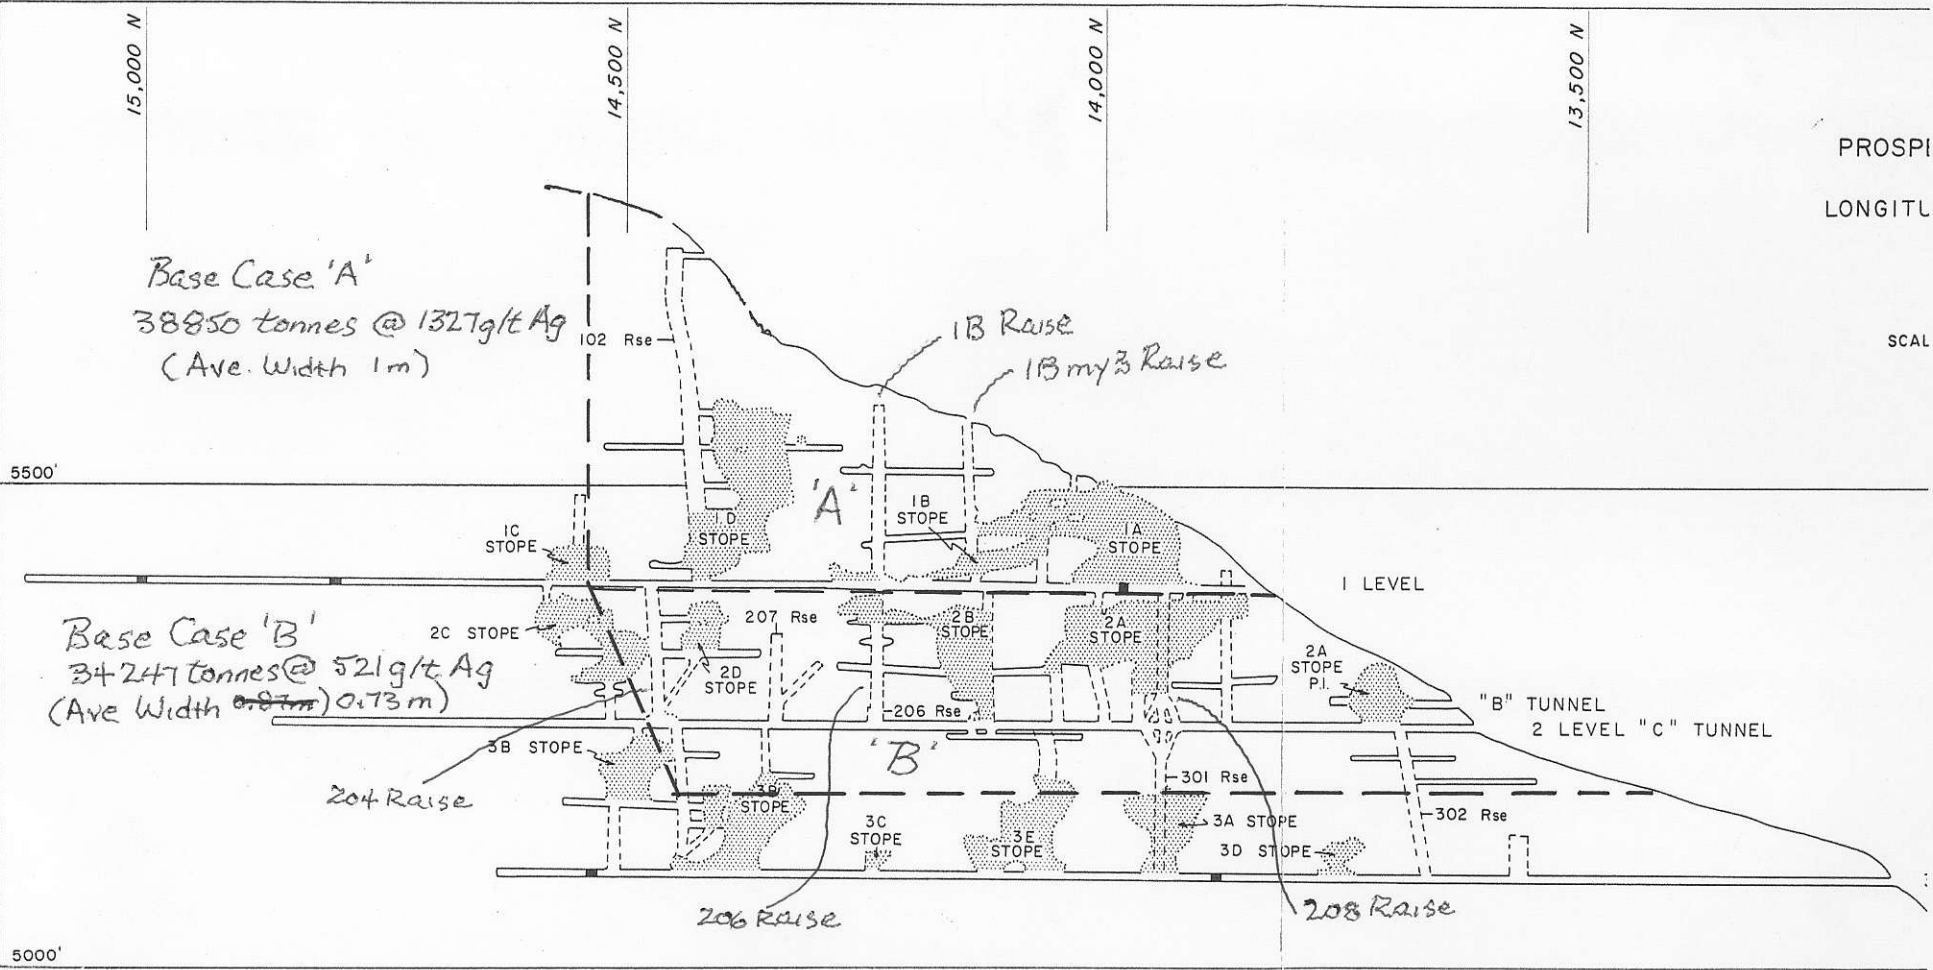 15,000 N
14,500 N
14,000 N
13,500 N
PROSPE
LONGITU
SCAL
Base Case 'A'
38850 tonnes @ 1327g/t Ag
(Ave. Width 1m)
102 Rse
1B Raise
1B my3 Raise
5500'
'A'
1B
STOPE
1C
STOPE
1D
STOPE
1A
STOPE
1 LEVEL
Base Case 'B'
34247 tonnes @ 521g/t Ag
(Ave Width 0.87m) 0.73m)
2C STOPE
207 Rse
2D
STOPE
2B
STOPE
2A
STOPE
2A
STOPE
P.I.
"B" TUNNEL
2 LEVEL "C" TUNNEL
206 Rse
3B STOPE
'B'
204 Raise
3B
STOPE
301 Rse
302 Rse
3C
STOPE
3E
STOPE
3A STOPE
3D STOPE
206 Raise
208 Raise
5000'